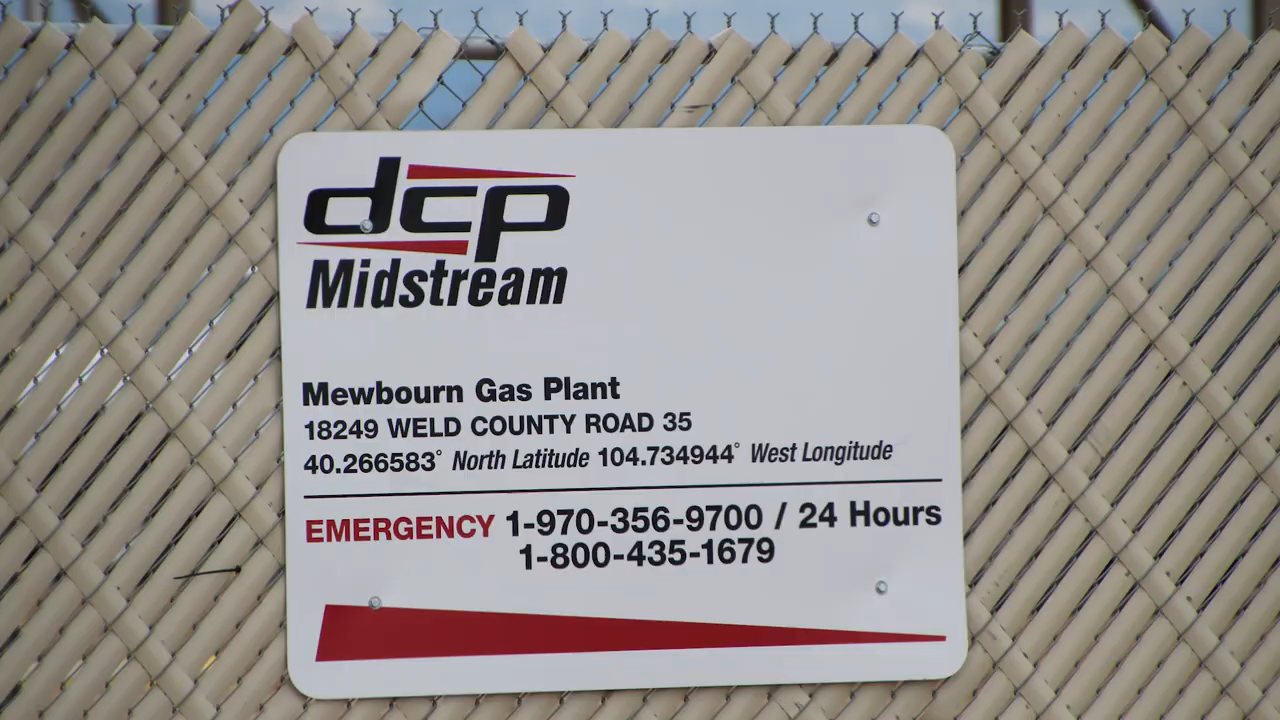 dcp
Midstream
Mewbourn Gas Plant
18249 WELD COUNTY ROAD 35
40.266583° North Latitude 104.734944° West Longitude
EMERGENCY 1-970-356-9700 / 24 Hours
1-800-435-1679